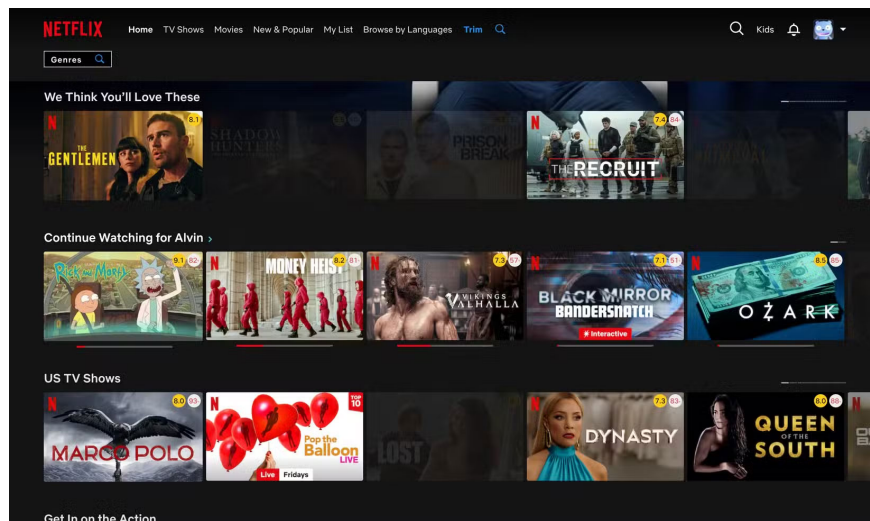 NETFLIX Home TV Shows Movies New & Popular My List Browse by Languages Trim Kids
Genres
We Think You'll Love These
N 8.1
THE GENTLEMEN
SHADOW HUNTERS
PRISON BREAK
N 7.4 84
THE RECRUIT
Continue Watching for Alvin >
Rick and Morty 9.1 82
N MONEY HEIST 8.2 81
N 7.3 57
VIKINGS VALHALLA
N 7.1 51
BLACK MIRROR
BANDERSNATCH
# Interactive
N 8.5 85
OZARK
US TV Shows
N 8.0 93
MARCO POLO
N TOP 10
Pop the
Balloon
LIVE
Live Fridays
LOST
N 7.3 83
DYNASTY
N 8.0 88
QUEEN
OF THE
SOUTH
N
Get In on the Action